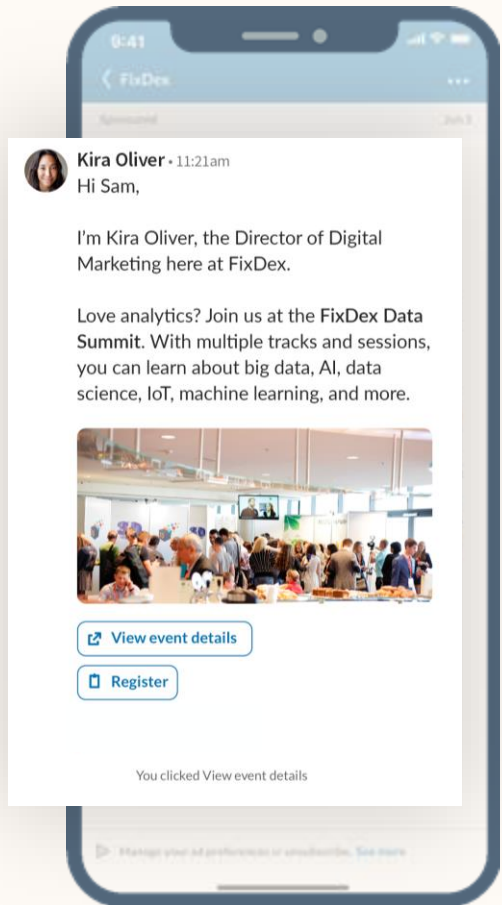 9:41
FixDex
Sponsored
Jun 3
Kira Oliver • 11:21am
Hi Sam,
I'm Kira Oliver, the Director of Digital
Marketing here at FixDex.
Love analytics? Join us at the FixDex Data
Summit. With multiple tracks and sessions,
you can learn about big data, AI, data
science, IoT, machine learning, and more.
View event details
Register
You clicked View event details
Manage your ad preferences or unsubscribe. See more